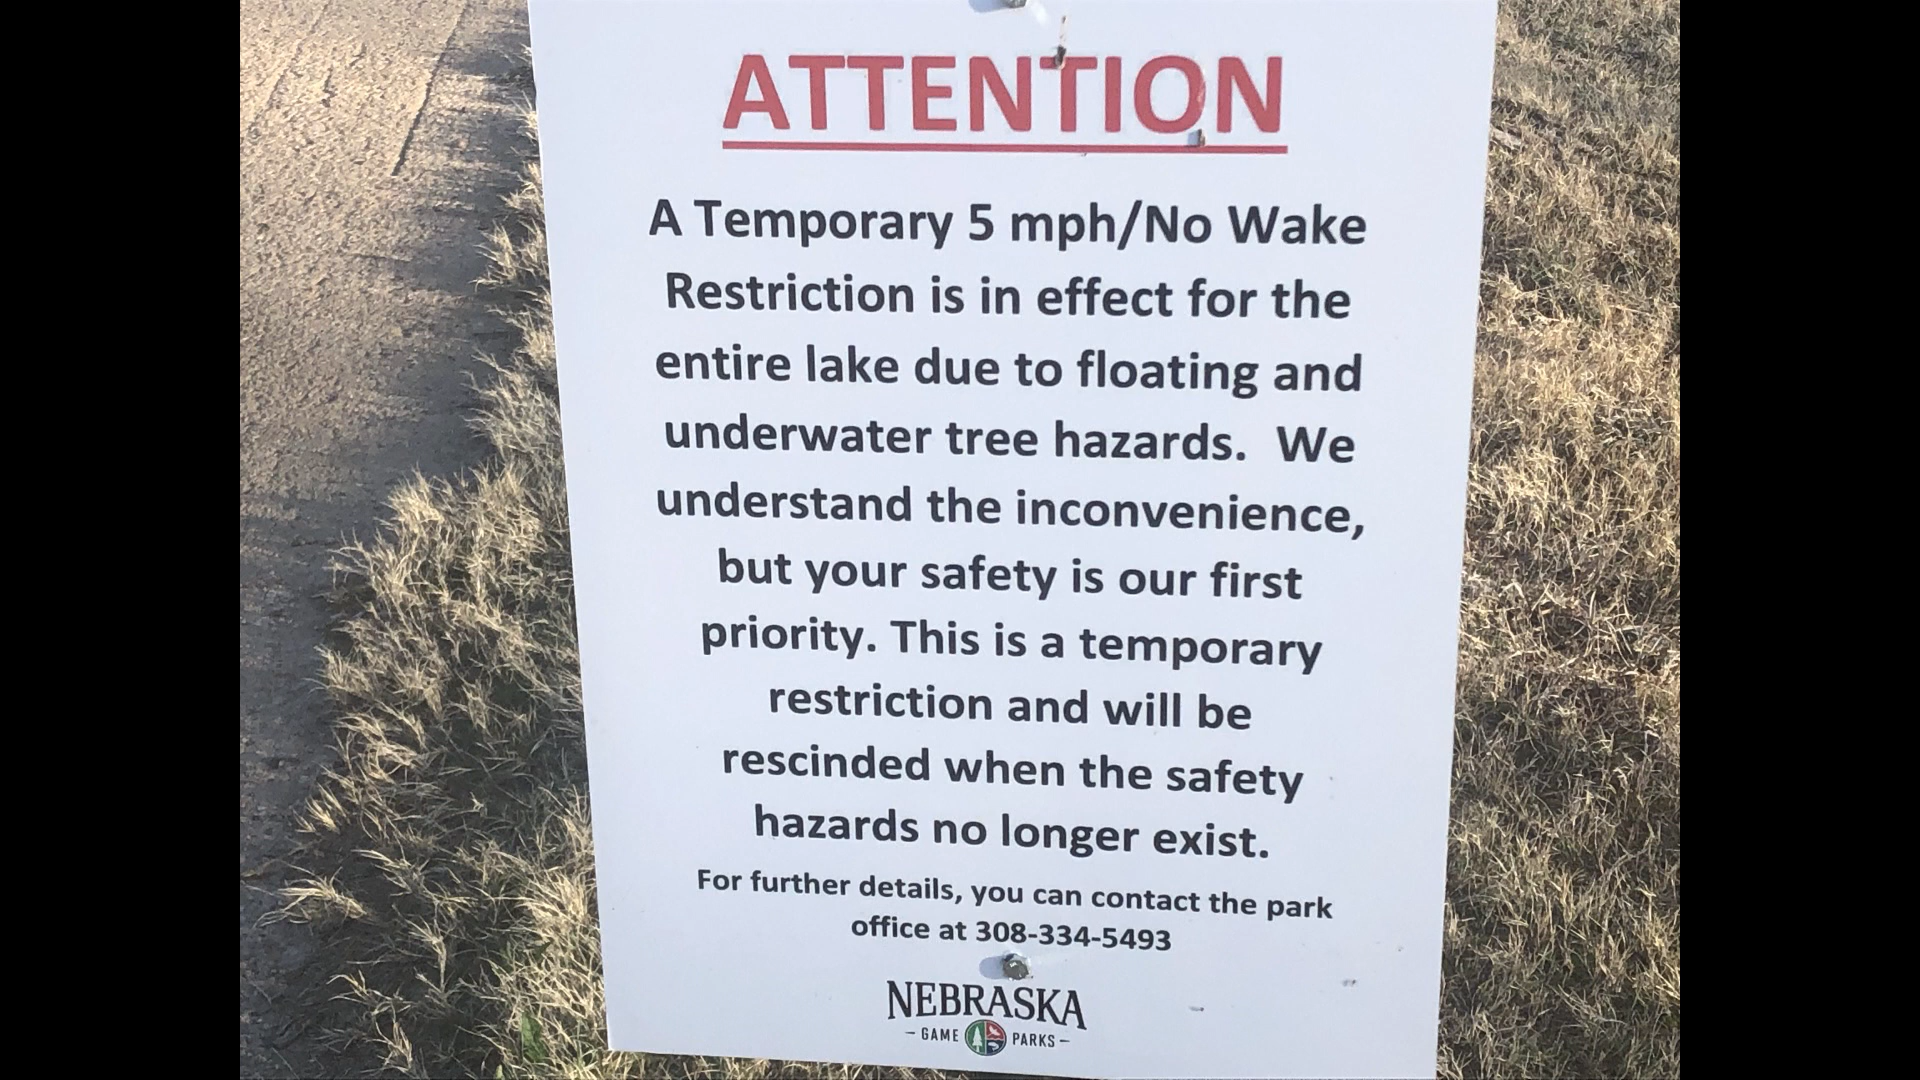 ATTENTION
A Temporary 5 mph/No Wake
Restriction is in effect for the
entire lake due to floating and
underwater tree hazards.  We
understand the inconvenience,
but your safety is our first
priority. This is a temporary
restriction and will be
rescinded when the safety
hazards no longer exist.
For further details, you can contact the park
office at 308-334-5493
NEBRASKA
– GAME PARKS –